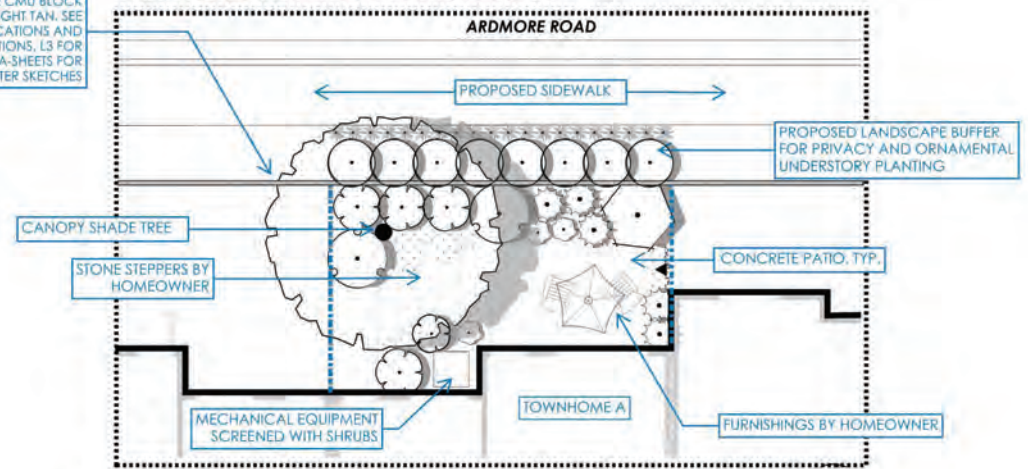 CMU BLOCK
GHT TAN. SEE
CATIONS AND
TIONS, L3 FOR
A-SHEETS FOR
TER SKETCHES
ARDMORE ROAD
PROPOSED SIDEWALK
PROPOSED LANDSCAPE BUFFER
FOR PRIVACY AND ORNAMENTAL
UNDERSTORY PLANTING
CANOPY SHADE TREE
STONE STEPPERS BY
HOMEOWNER
CONCRETE PATIO, TYP.
MECHANICAL EQUIPMENT
SCREENED WITH SHRUBS
TOWNHOME A
FURNISHINGS BY HOMEOWNER